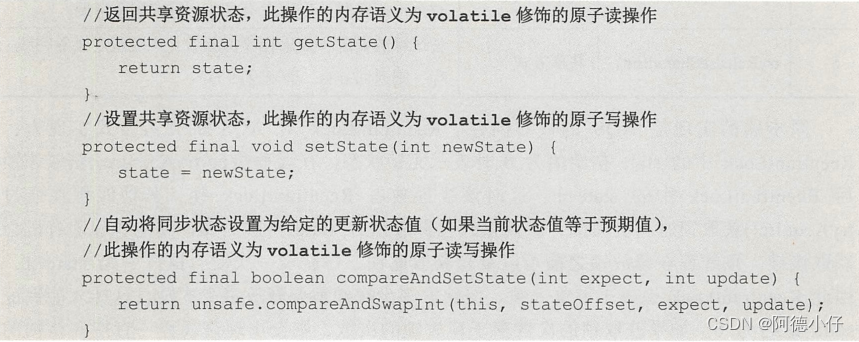 //返回共享资源状态，此操作的内存语义为 volatile 修饰的原子读操作
protected final int getState() {
    return state;
}
//设置共享资源状态，此操作的内存语义为 volatile 修饰的原子写操作
protected final void setState(int newState) {
    state = newState;
}
//自动将同步状态设置为给定的更新状态值（如果当前状态值等于预期值），
//此操作的内存语义为 volatile 修饰的原子读写操作
protected final boolean compareAndSetState(int expect, int update) {
    return unsafe.compareAndSwapInt(this, stateOffset, expect, update);
}
CSDN @阿德小仔